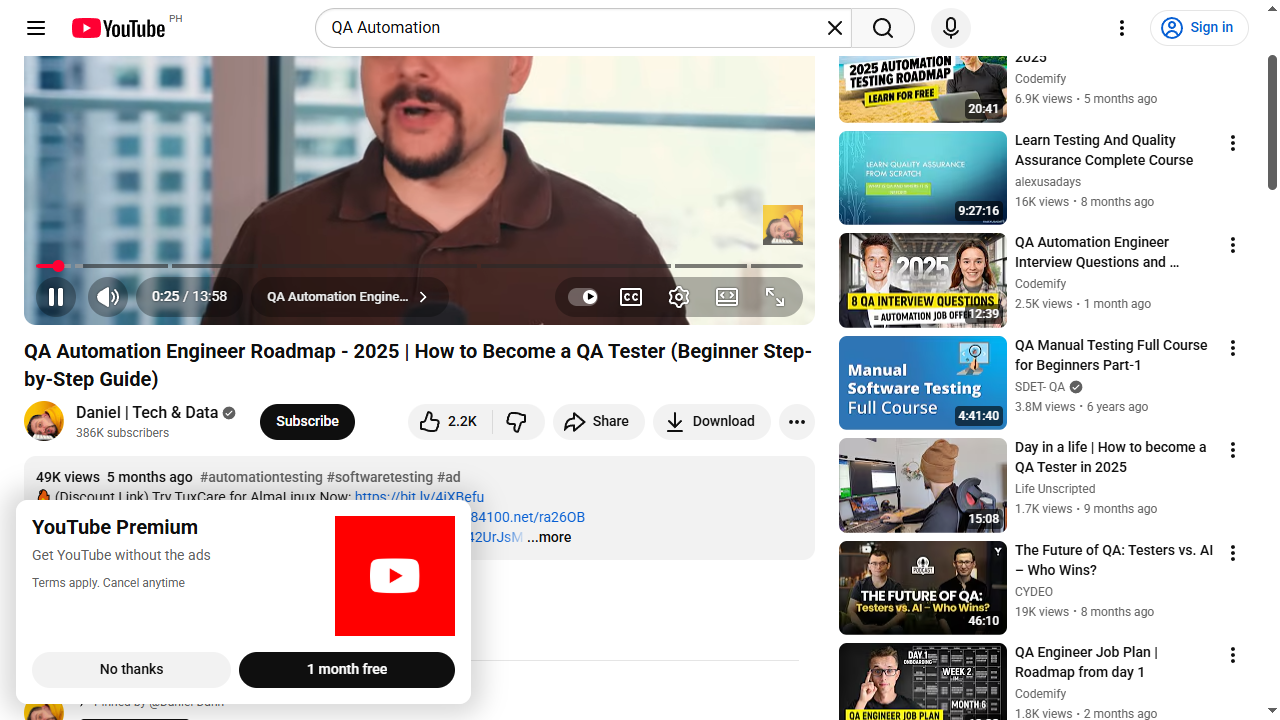 YouTube PH
QA Automation
Sign in
0:25 / 13:58
QA Automation Engine...
QA Automation Engineer Roadmap - 2025 | How to Become a QA Tester (Beginner Step-
by-Step Guide)
Daniel | Tech & Data
386K subscribers
Subscribe
2.2K
Share
Download
49K views 5 months ago #automationtesting #softwaretesting #ad
(Discount Link) Try TuxCare for AlmaLinux Now: https://bit.ly/4iXBefu
84100.net/ra26OB
42UrJsM ...more
YouTube Premium
Get YouTube without the ads
Terms apply. Cancel anytime
No thanks
1 month free
2025
Codemify
6.9K views • 5 months ago
2025 AUTOMATION
TESTING ROADMAP
LEARN FOR FREE
20:41
Learn Testing And Quality
Assurance Complete Course
alexusadays
16K views • 8 months ago
LEARN QUALITY ASSURANCE
FROM SCRATCH
9:27:16
QA Automation Engineer
Interview Questions and ...
Codemify
2.5K views • 1 month ago
2025
8 QA INTERVIEW QUESTIONS
= AUTOMATION JOB OFF
12:39
QA Manual Testing Full Course
for Beginners Part-1
SDET- QA
3.8M views • 6 years ago
Manual
Software Testing
Full Course
4:41:40
Day in a life | How to become a
QA Tester in 2025
Life Unscripted
1.7K views • 9 months ago
15:08
The Future of QA: Testers vs. AI
– Who Wins?
CYDEO
19K views • 8 months ago
PODCAST
THE FUTURE OF QA:
Testers vs. AI – Who Wins?
46:10
QA Engineer Job Plan |
Roadmap from day 1
Codemify
1.8K views • 2 months ago
DAY 1
ONBOARDING
WEEK 2
MONTH 6
QA ENGINEER JOB PLAN